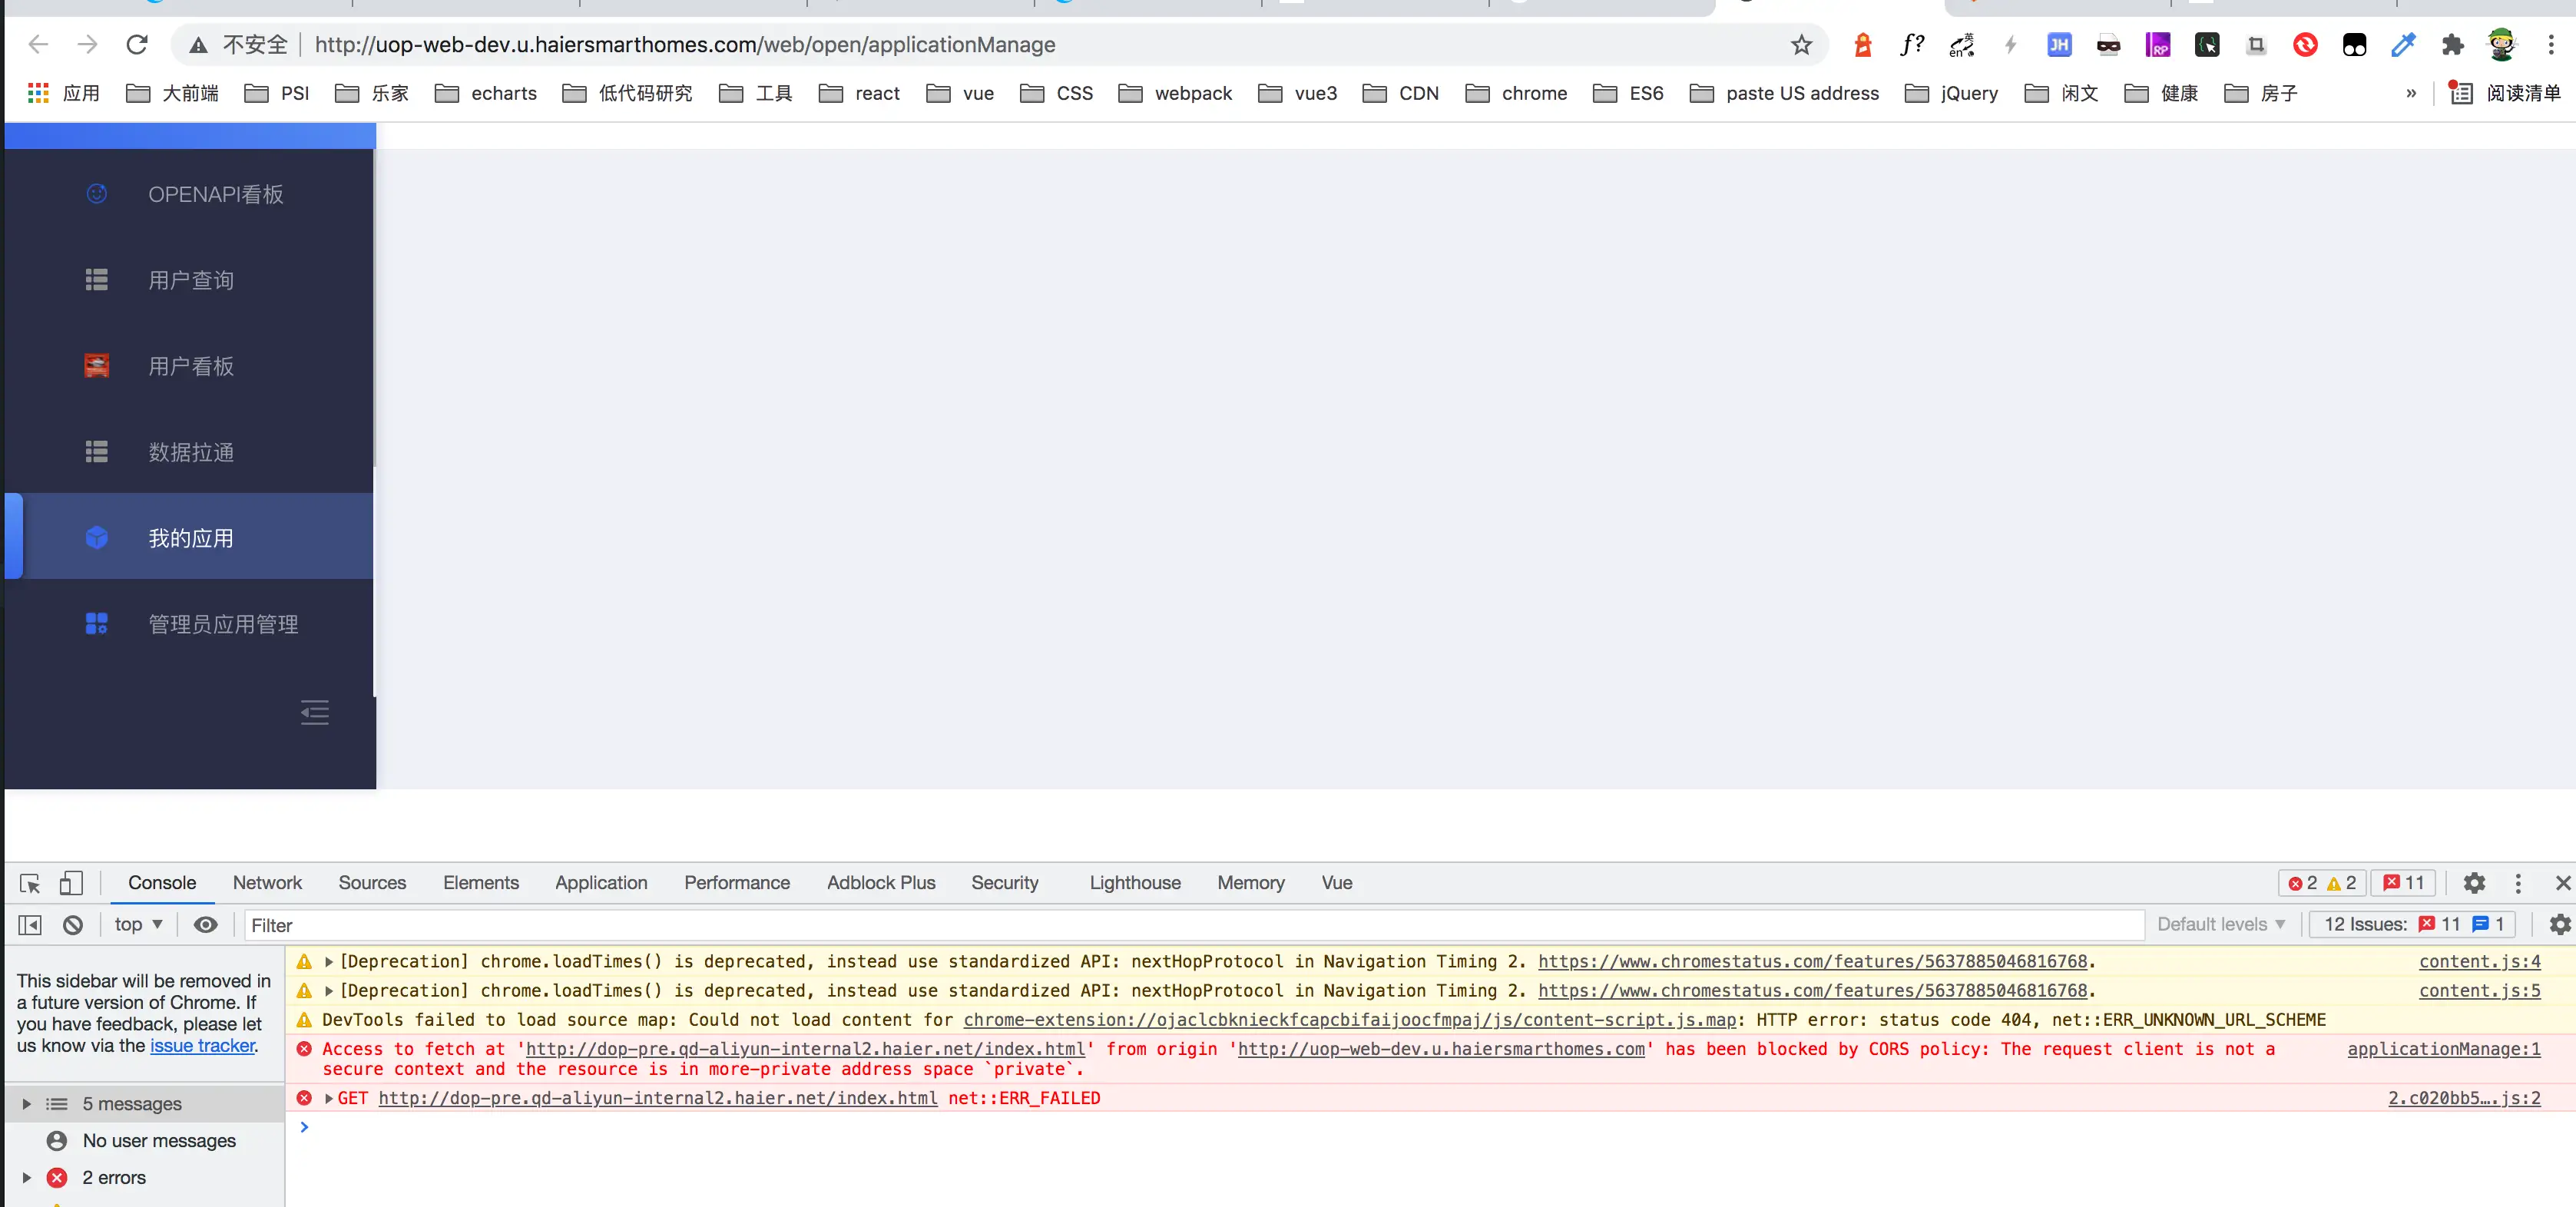 不安全 http://uop-web-dev.u.haiersmarthomes.com/web/open/applicationManage
应用 大前端 PSI 乐家 echarts 低代码研究 工具 react vue CSS webpack vue3 CDN chrome ES6 paste US address jQuery 闲文 健康 房子 » 阅读清单
OPENAPI看板
用户查询
用户看板
数据拉通
我的应用
管理员应用管理
Console Network Sources Elements Application Performance Adblock Plus Security Lighthouse Memory Vue 2 2 11
top Filter Default levels 12 Issues: 11 1
This sidebar will be removed in
a future version of Chrome. If
you have feedback, please let
us know via the issue tracker.
5 messages
No user messages
2 errors
[Deprecation] chrome.loadTimes() is deprecated, instead use standardized API: nextHopProtocol in Navigation Timing 2. https://www.chromestatus.com/features/5637885046816768. content.js:4
[Deprecation] chrome.loadTimes() is deprecated, instead use standardized API: nextHopProtocol in Navigation Timing 2. https://www.chromestatus.com/features/5637885046816768. content.js:5
DevTools failed to load source map: Could not load content for chrome-extension://ojaclcbknieckfcapcbifaijoocfmpaj/js/content-script.js.map: HTTP error: status code 404, net::ERR_UNKNOWN_URL_SCHEME
Access to fetch at 'http://dop-pre.qd-aliyun-internal2.haier.net/index.html' from origin 'http://uop-web-dev.u.haiersmarthomes.com' has been blocked by CORS policy: The request client is not a applicationManage:1
secure context and the resource is in more-private address space `private`.
GET http://dop-pre.qd-aliyun-internal2.haier.net/index.html net::ERR_FAILED 2.c020bb5….js:2